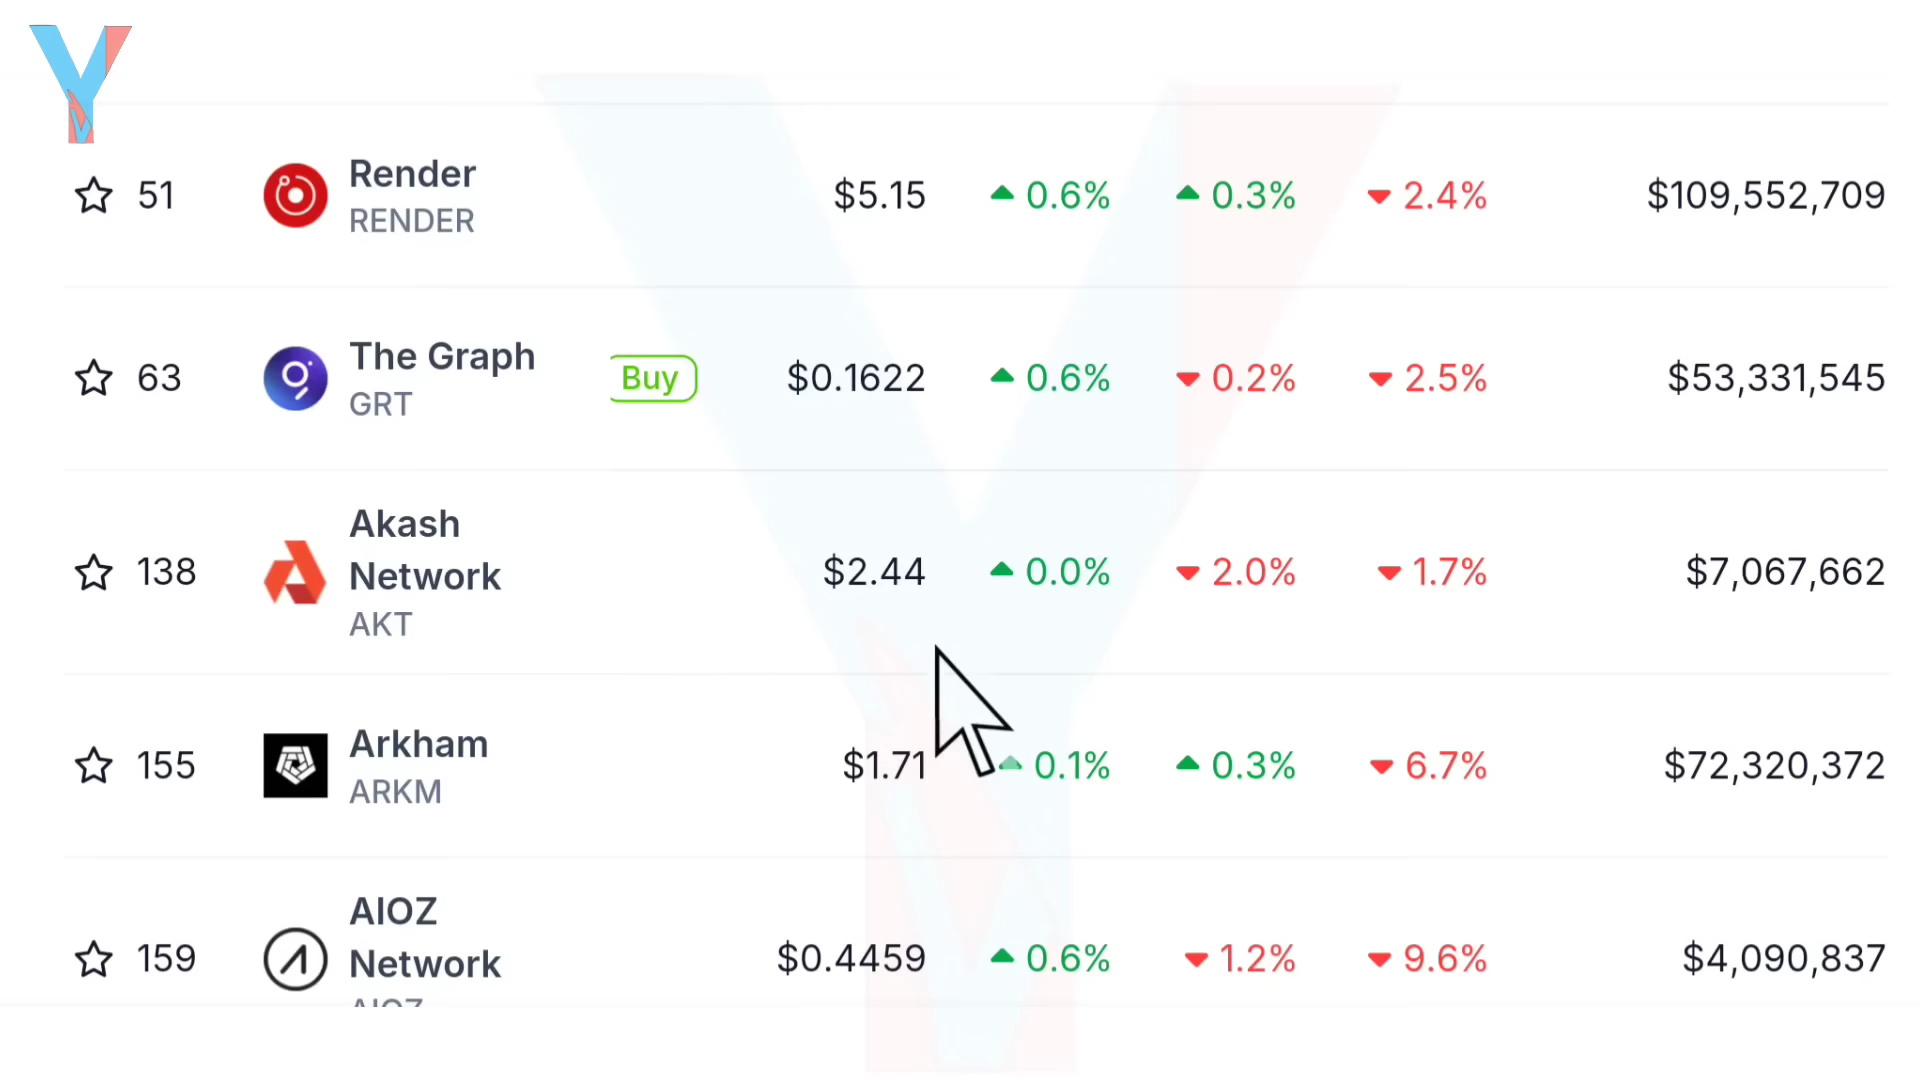 51 Render RENDER $5.15 0.6% 0.3% 2.4% $109,552,709
63 The Graph GRT Buy $0.1622 0.6% 0.2% 2.5% $53,331,545
138 Akash Network AKT $2.44 0.0% 2.0% 1.7% $7,067,662
155 Arkham ARKM $1.71 0.1% 0.3% 6.7% $72,320,372
159 AIOZ Network AIOZ $0.4459 0.6% 1.2% 9.6% $4,090,837